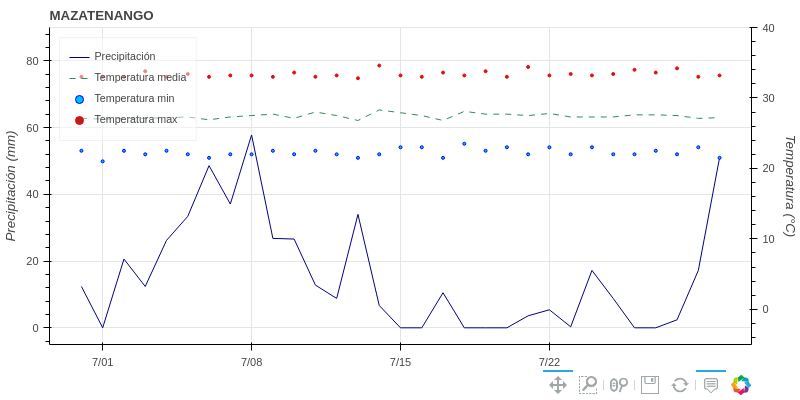 MAZATENANGO
Precipitación
Temperatura media
Temperatura min
Temperatura max
Precipitación (mm)
80
60
40
20
0
Temperatura (°C)
40
30
20
10
0
7/01
7/08
7/15
7/22